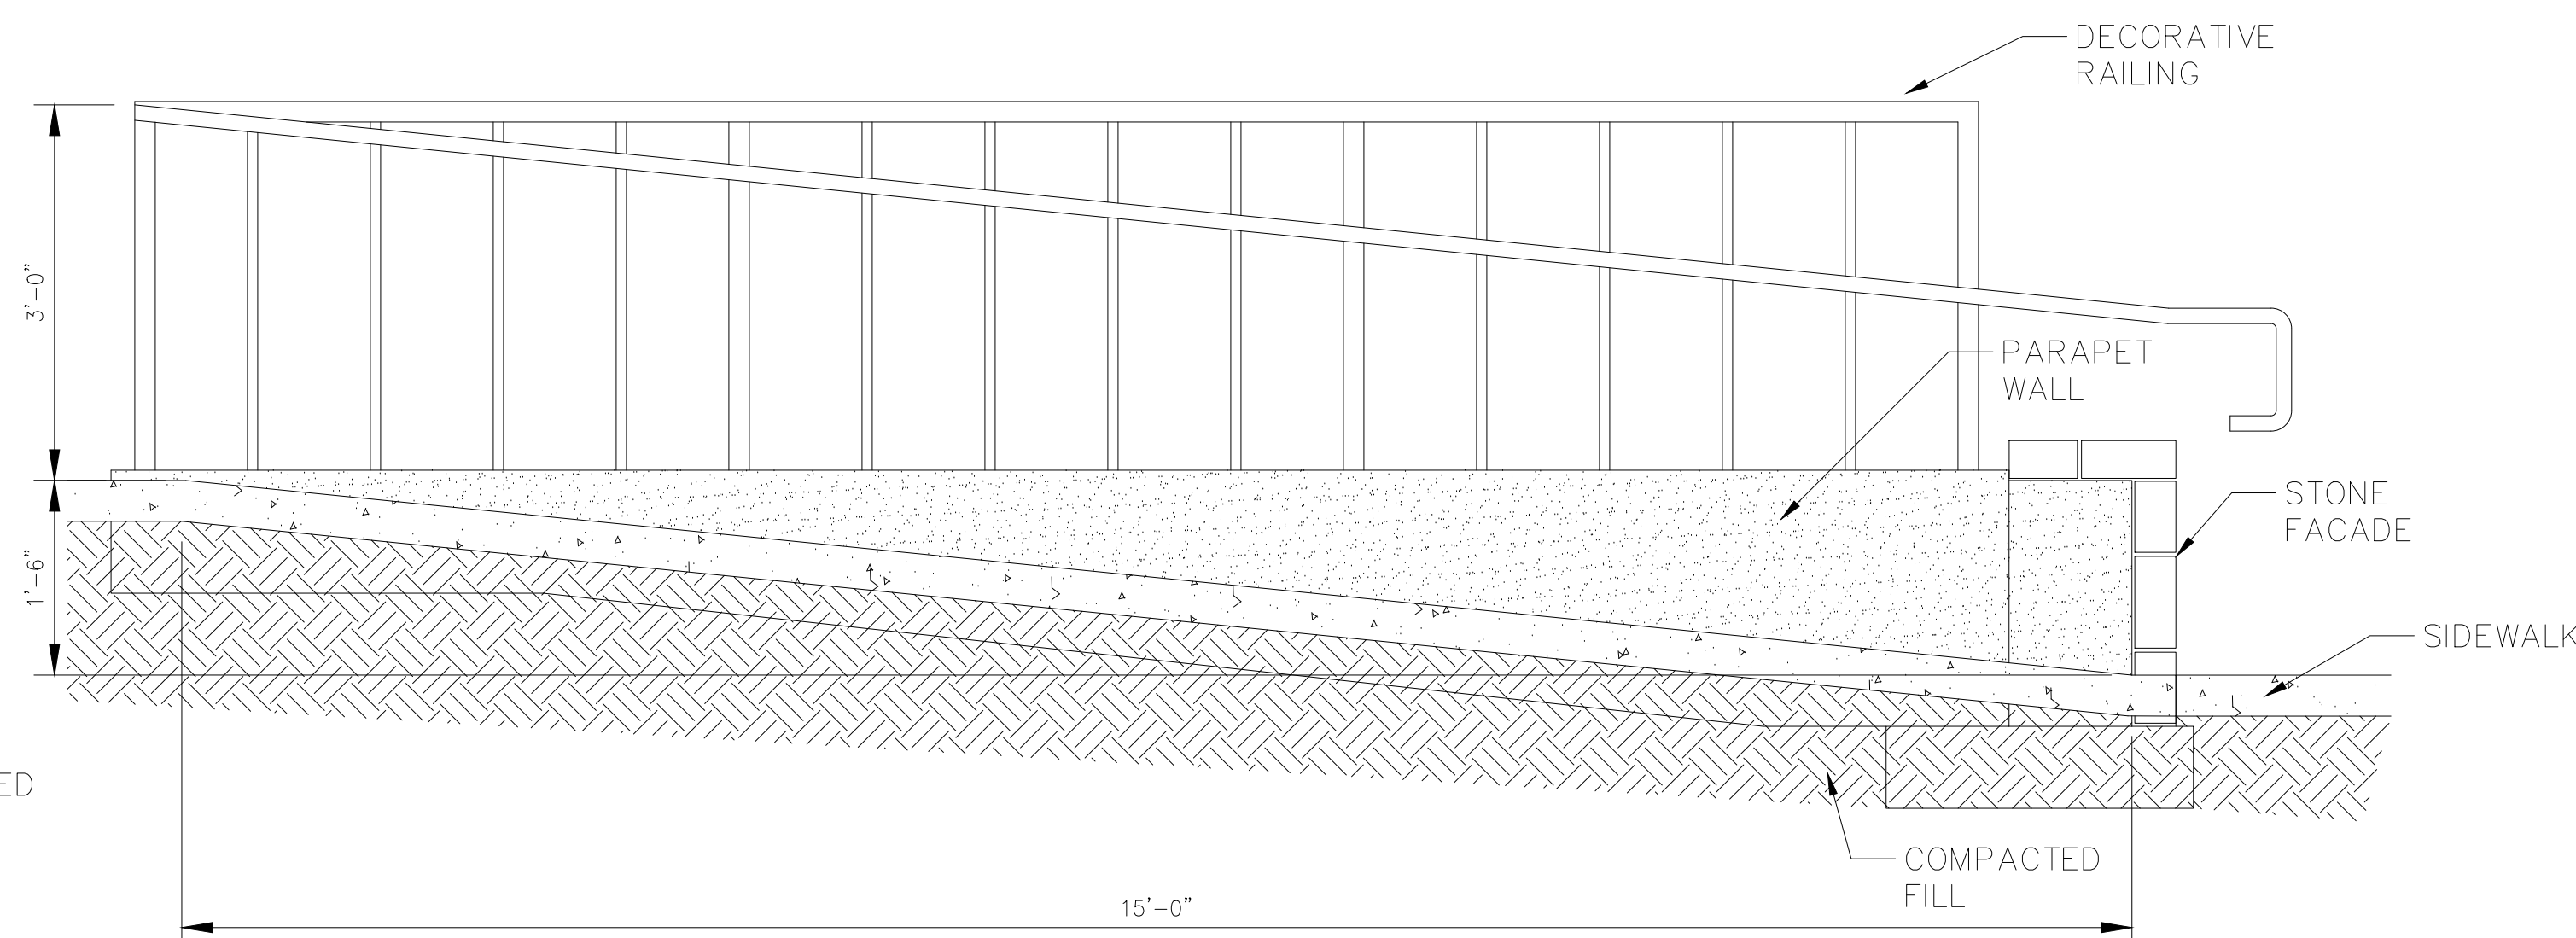 DECORATIVE
RAILING
3'-0"
PARAPET
WALL
STONE
FACADE
1'-6"
SIDEWALK
ED
COMPACTED
FILL
15'-0"